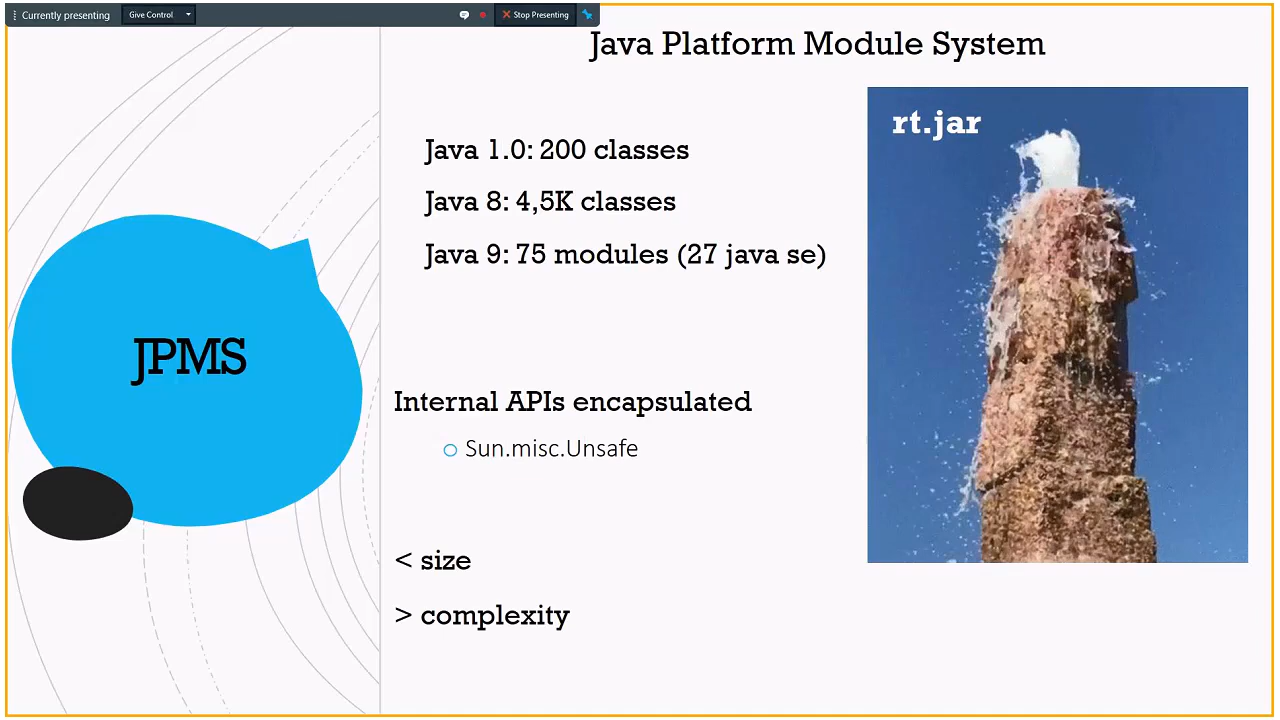 Currently presenting
Give Control
Stop Presenting
Java Platform Module System
rt.jar
Java 1.0: 200 classes
Java 8: 4,5K classes
Java 9: 75 modules (27 java se)
JPMS
Internal APIs encapsulated
Sun.misc.Unsafe
< size
> complexity